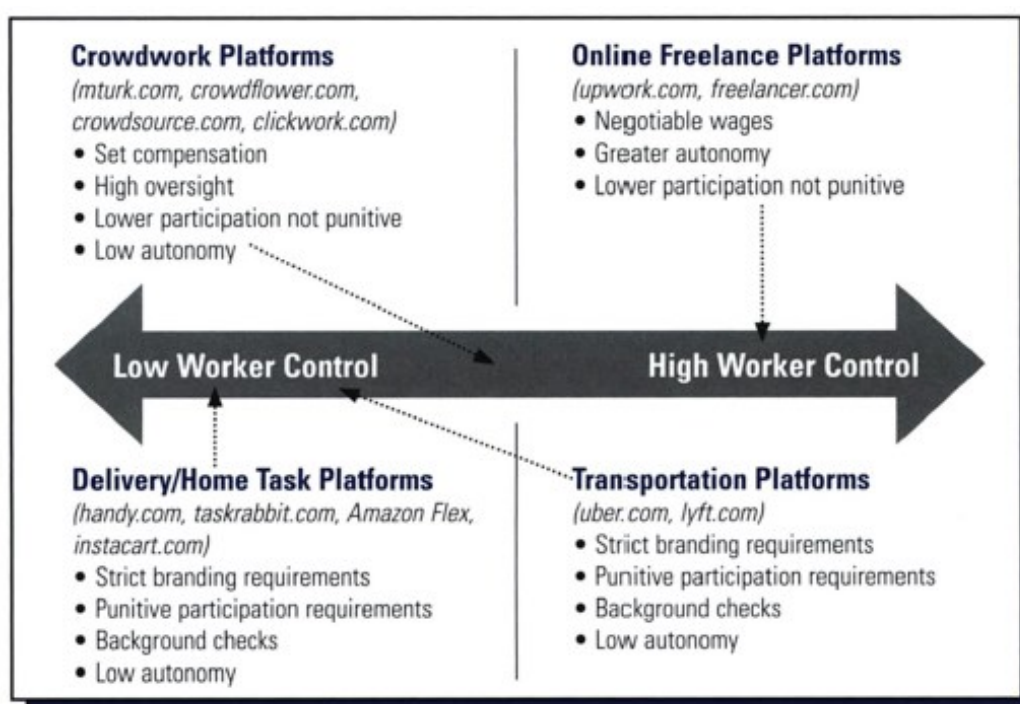 Crowdwork Platforms
(mturk.com, crowdflower.com,
crowdsource.com, clickwork.com)
• Set compensation
• High oversight
• Lower participation not punitive
• Low autonomy
Online Freelance Platforms
(upwork.com, freelancer.com)
• Negotiable wages
• Greater autonomy
• Lower participation not punitive
Low Worker Control
High Worker Control
Delivery/Home Task Platforms
(handy.com, taskrabbit.com, Amazon Flex,
instacart.com)
• Strict branding requirements
• Punitive participation requirements
• Background checks
• Low autonomy
Transportation Platforms
(uber.com, lyft.com)
• Strict branding requirements
• Punitive participation requirements
• Background checks
• Low autonomy